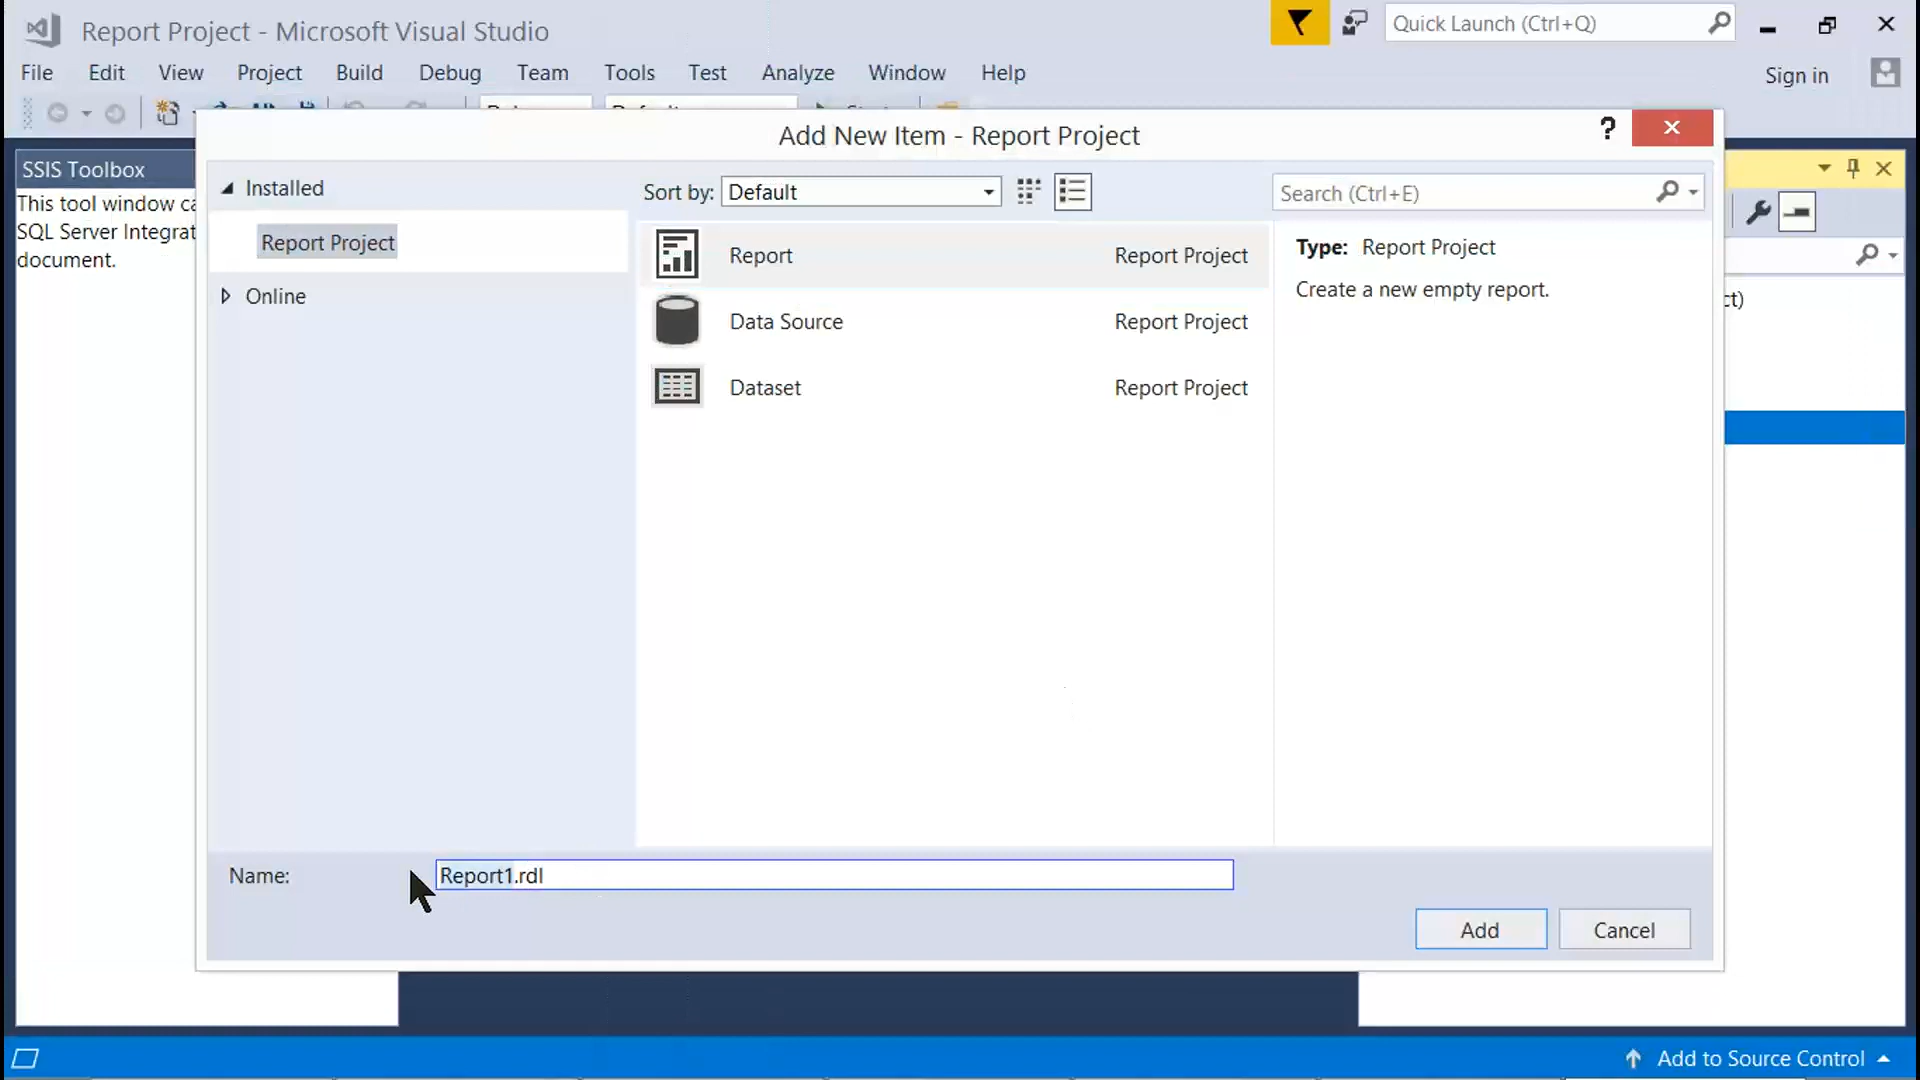 Report Project - Microsoft Visual Studio
Quick Launch (Ctrl+Q)
File Edit View Project Build Debug Team Tools Test Analyze Window Help
Sign in
Add New Item - Report Project
?
SSIS Toolbox
This tool window ca
SQL Server Integrat
document.
Installed
Report Project
Online
Sort by: Default
Search (Ctrl+E)
Report Report Project
Data Source Report Project
Dataset Report Project
Type: Report Project
Create a new empty report.
ct)
Name: Report1.rdl
Add Cancel
Add to Source Control